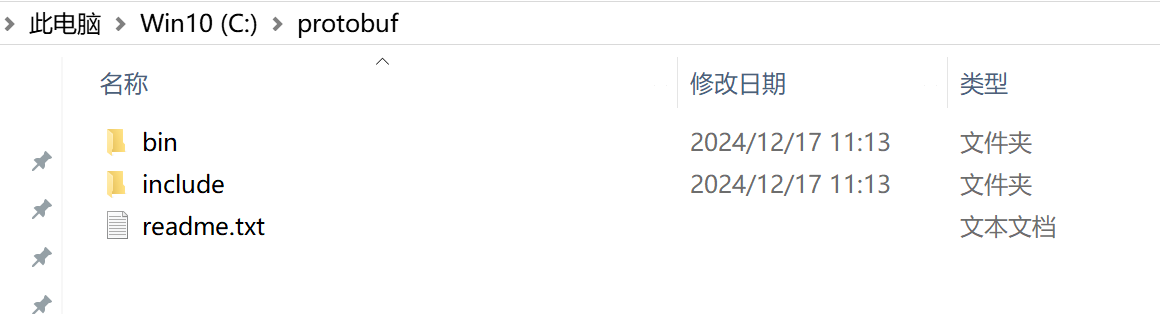 此电脑 > Win10 (C:) > protobuf
名称 修改日期 类型
bin 2024/12/17 11:13 文件夹
include 2024/12/17 11:13 文件夹
readme.txt 文本文档